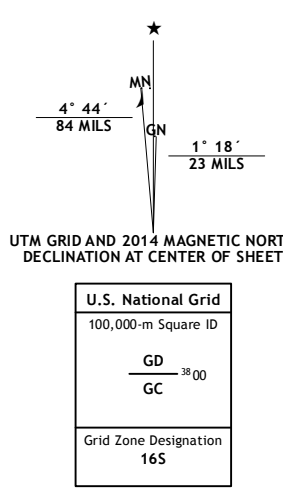 ★
MN
4° 44´
84 MILS
GN
1° 18´
23 MILS
UTM GRID AND 2014 MAGNETIC NORT
DECLINATION AT CENTER OF SHEET
U.S. National Grid
100,000-m Square ID
GD
3800
GC
Grid Zone Designation
16S